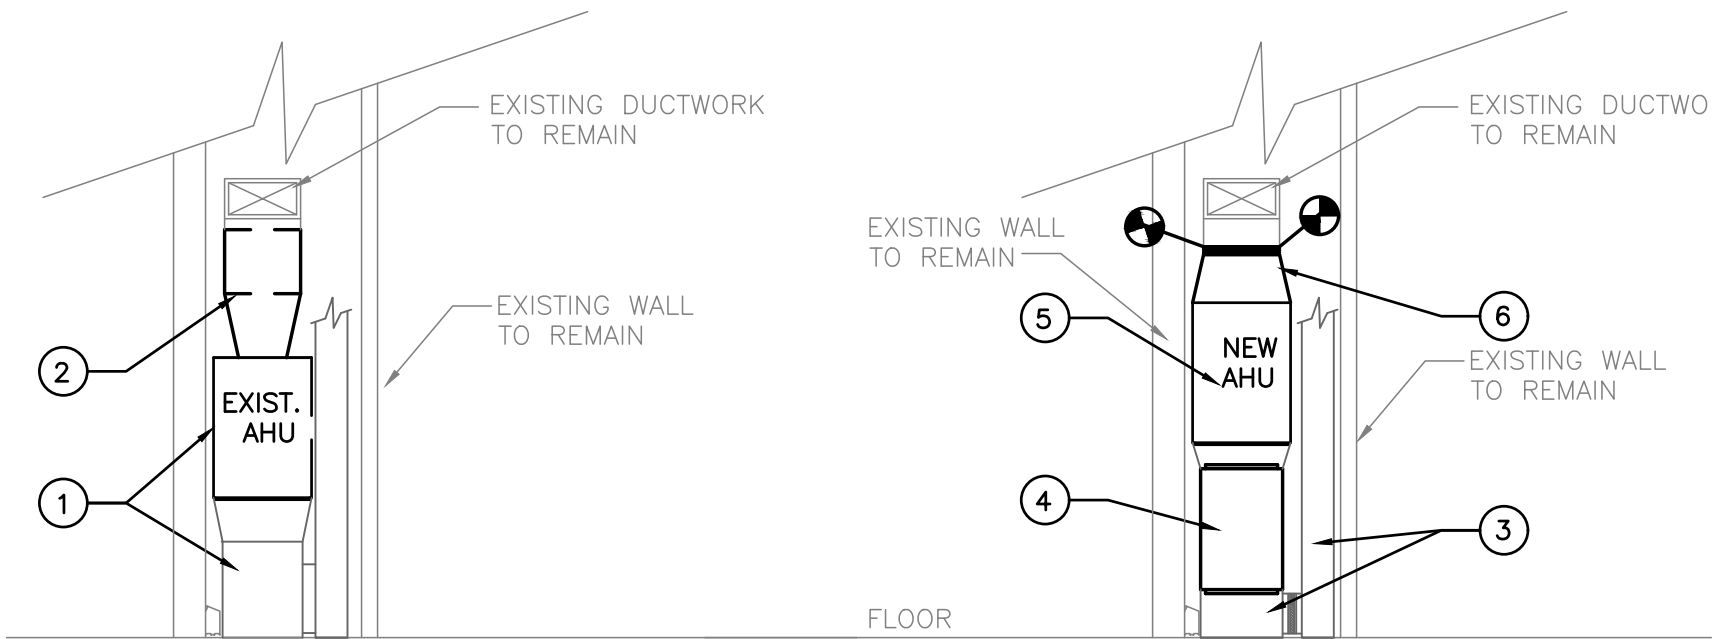 EXISTING DUCTWORK
TO REMAIN
EXISTING WALL
TO REMAIN
2
EXIST.
AHU
1
EXISTING DUCTWO
TO REMAIN
EXISTING WALL
TO REMAIN
5
6
NEW
AHU
EXISTING WALL
TO REMAIN
4
3
FLOOR